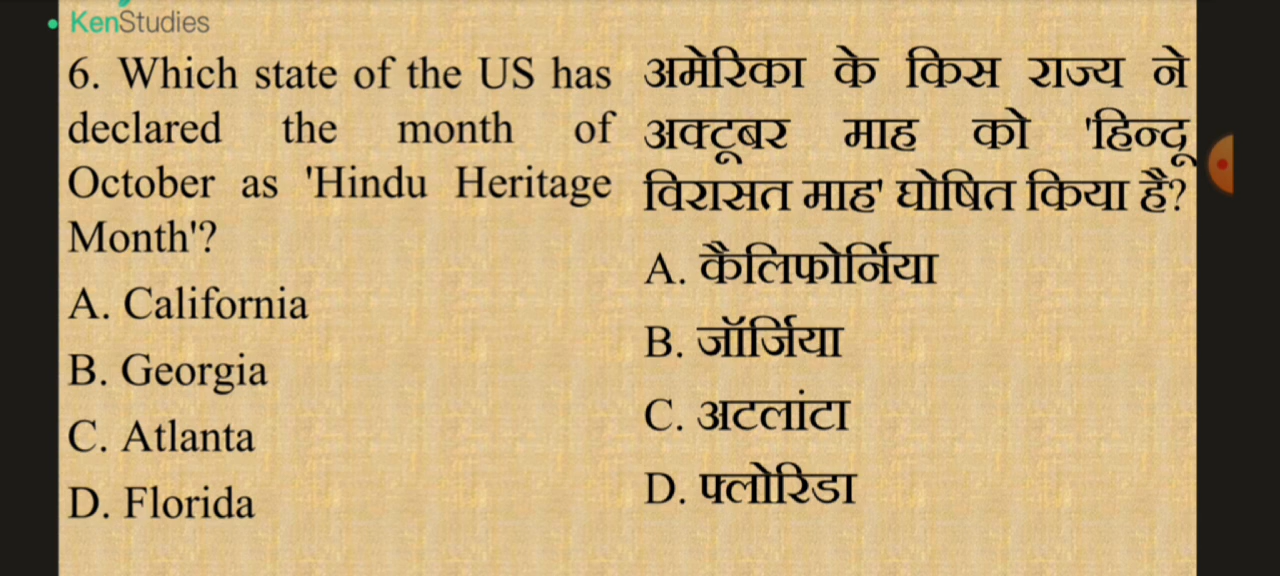 KenStudies
6. Which state of the US has
declared the month of
October as 'Hindu Heritage
Month'?
A. California
B. Georgia
C. Atlanta
D. Florida
अमेरिका के किस राज्य ने
अक्टूबर माह को 'हिन्दू
विरासत माह' घोषित किया है?
A. कैलिफोर्निया
B. जॉर्जिया
C. अटलांटा
D. फ्लोरिडा